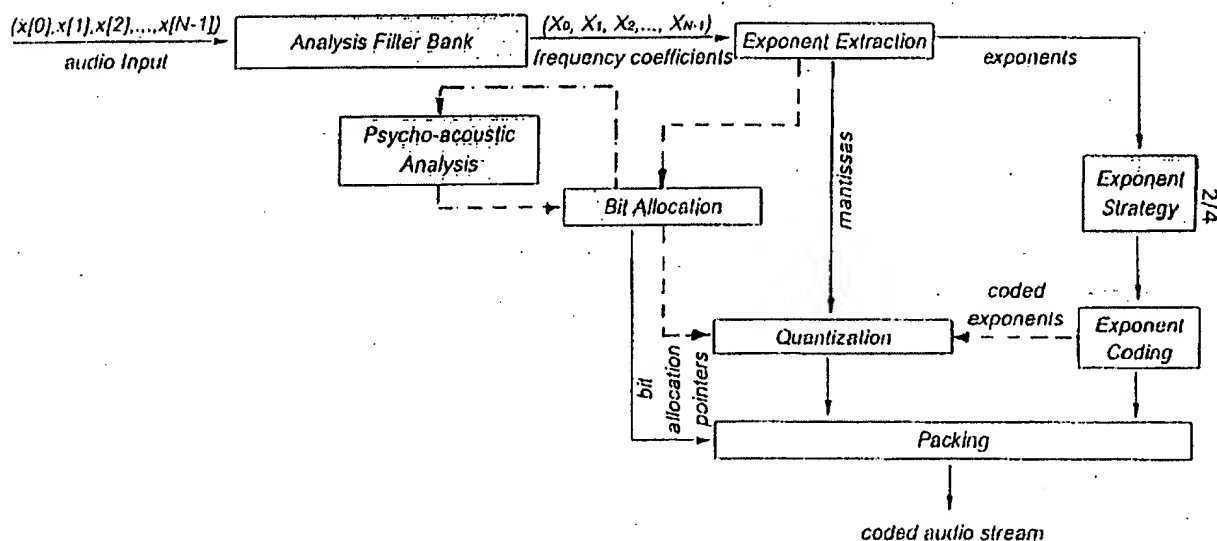 (x[0],x[1],x[2],...,x[N-1])
audio Input
Analysis Filter Bank
(X0, X1, X2,..., XN-1)
frequency coefficients
Exponent Extraction
exponents
Psycho-acoustic
Analysis
Bit Allocation
mantissas
Exponent
Strategy
2/4
coded
exponents
Quantization
Exponent
Coding
bit
allocation
pointers
Packing
coded audio stream